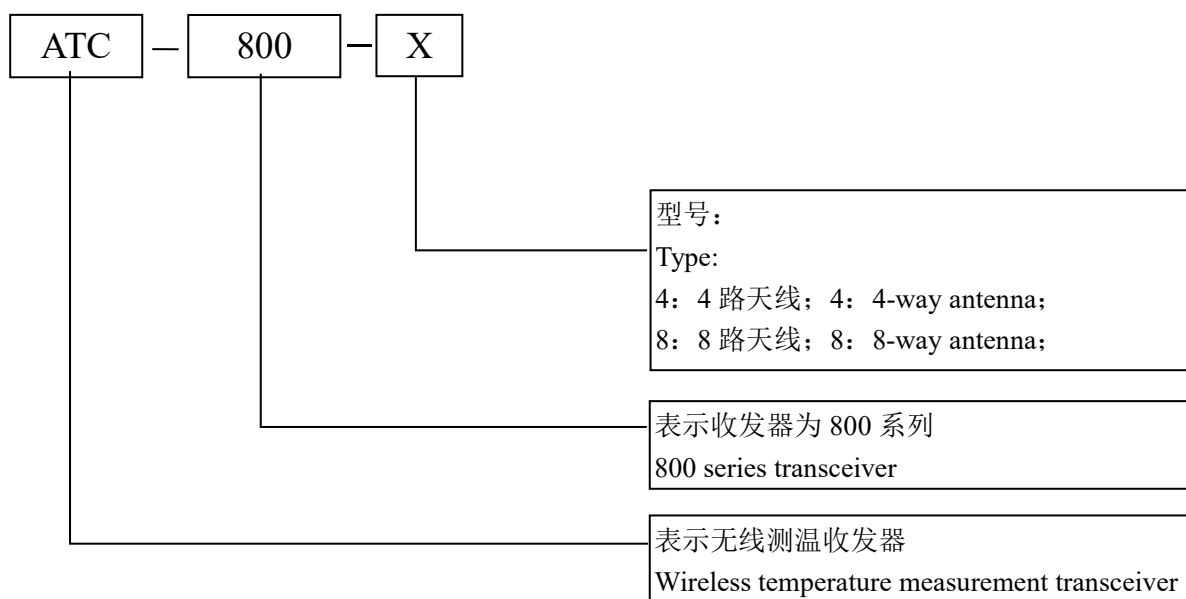 ATC — 800 — X
型号：
Type:
4：4 路天线；4：4-way antenna；
8：8 路天线；8：8-way antenna；
表示收发器为 800 系列
800 series transceiver
表示无线测温收发器
Wireless temperature measurement transceiver